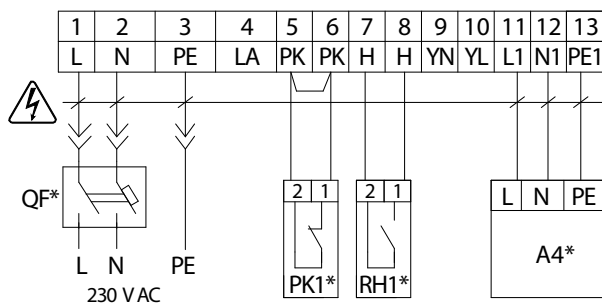 1 2 3 4 5 6 7 8 9 10 11 12 13
L N PE LA PK PK H H YN YL L1 N1 PE1
2 1 2 1 L N PE
QF*
A4*
L N PE PK1* RH1*
230 V AC